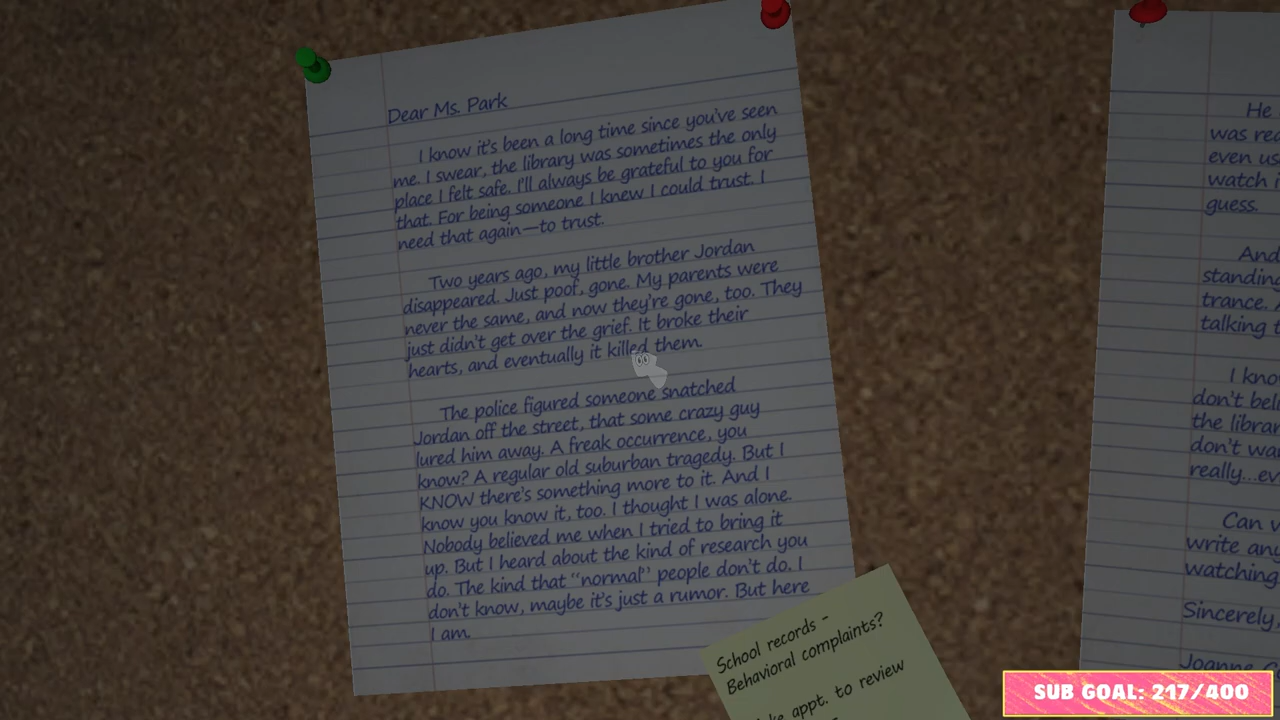 Dear Ms. Park
I know it's been a long time since you've seen
me. I swear, the library was sometimes the only
place I felt safe. I'll always be grateful to you for
that. For being someone I knew I could trust. I
need that again—to trust.
Two years ago, my little brother Jordan
disappeared. Just poof, gone. My parents were
never the same, and now they're gone, too. They
just didn't get over the grief. It broke their
hearts, and eventually it killed them.
The police figured someone snatched
Jordan off the street, that some crazy guy
lured him away. A freak occurrence, you
know? A regular old suburban tragedy. But I
KNOW there's something more to it. And I
know you know it, too. I thought I was alone.
Nobody believed me when I tried to bring it
up. But I heard about the kind of research you
do. The kind that “normal” people don't do. I
don't know, maybe it's just a rumor. But here
I am.
School records -
Behavioral complaints?
appt. to review
He
was
even
watch
guess.
And
standing
trance.
talking
I
don't
the
don't
really...
Can
write
watching
Sincerely,
Joanne
SUB GOAL: 217/400